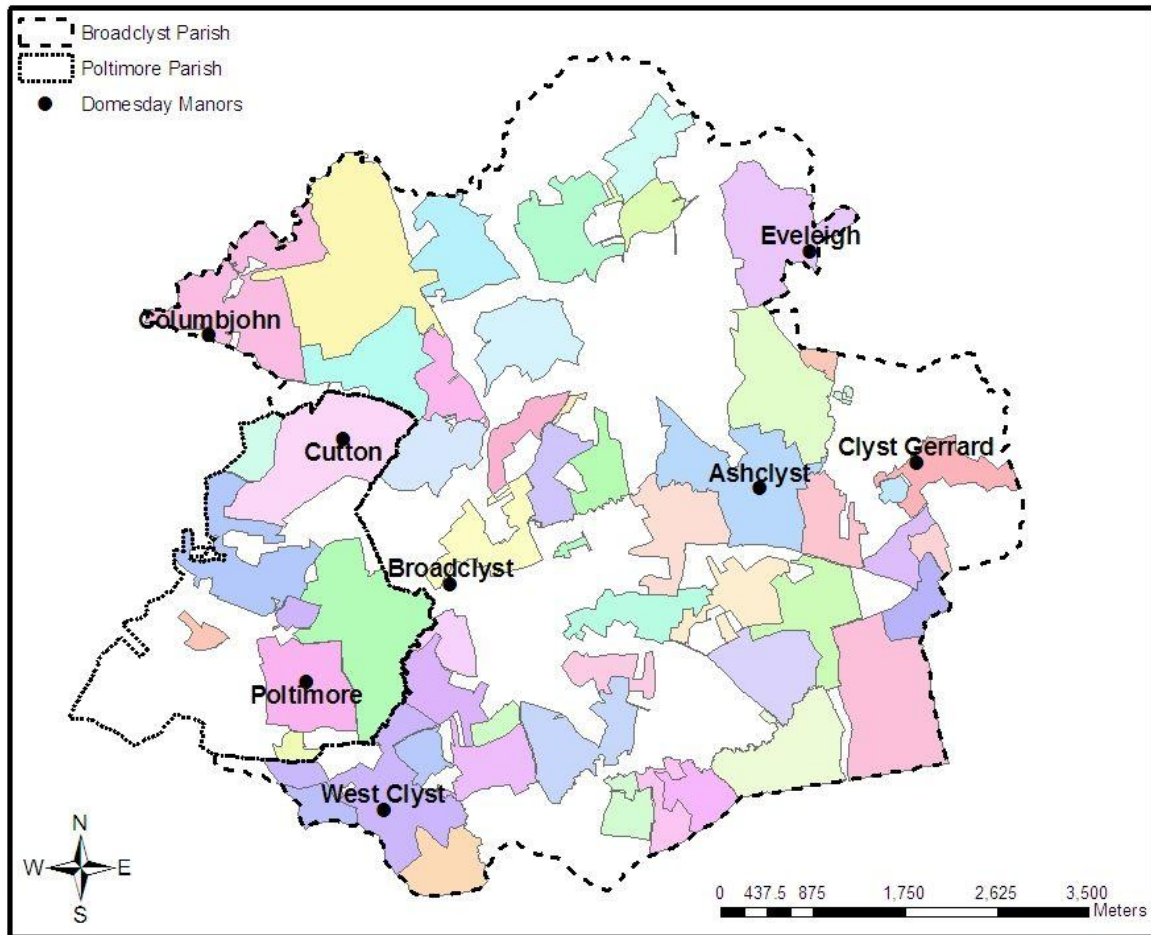 Broadclyst Parish
Poltimore Parish
Domesday Manors
Eveleigh
Columbjohn
Cutton
Clyst Gerrard
Ashclyst
Broadclyst
Poltimore
West Clyst
N
W E
S
0 437.5 875 1,750 2,625 3,500
Meters